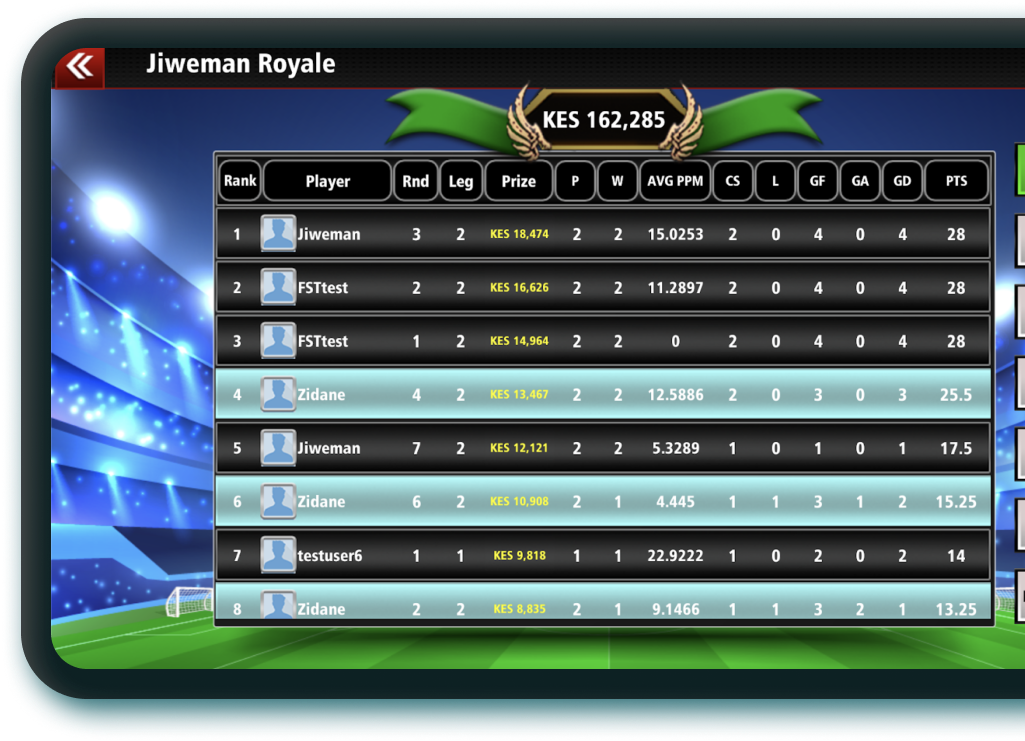 Jiweman Royale
KES 162,285
Rank Player Rnd Leg Prize P W AVG PPM CS L GF GA GD PTS
1 Jiweman 3 2 KES 18,474 2 2 15.0253 2 0 4 0 4 28
2 FSTtest 2 2 KES 16,626 2 2 11.2897 2 0 4 0 4 28
3 FSTtest 1 2 KES 14,964 2 2 0 2 0 4 0 4 28
4 Zidane 4 2 KES 13,467 2 2 12.5886 2 0 3 0 3 25.5
5 Jiweman 7 2 KES 12,121 2 2 5.3289 1 0 1 0 1 17.5
6 Zidane 6 2 KES 10,908 2 1 4.445 1 1 3 1 2 15.25
7 testuser6 1 1 KES 9,818 1 1 22.9222 1 0 2 0 2 14
8 Zidane 2 2 KES 8,835 2 1 9.1466 1 1 3 2 1 13.25